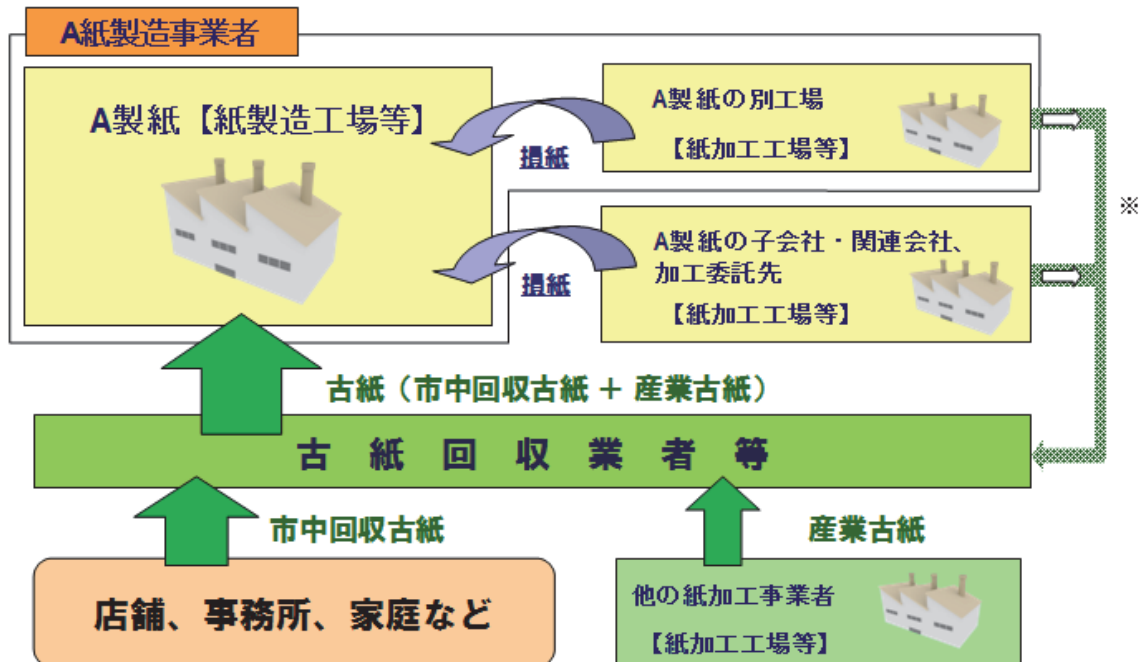 A紙製造事業者
A製紙【紙製造工場等】
A製紙の別工場
【紙加工工場等】
損紙
※
A製紙の子会社・関連会社、
加工委託先
【紙加工工場等】
損紙
古紙（市中回収古紙 + 産業古紙）
古紙回収業者等
市中回収古紙
産業古紙
店舗、事務所、家庭など
他の紙加工事業者
【紙加工工場等】